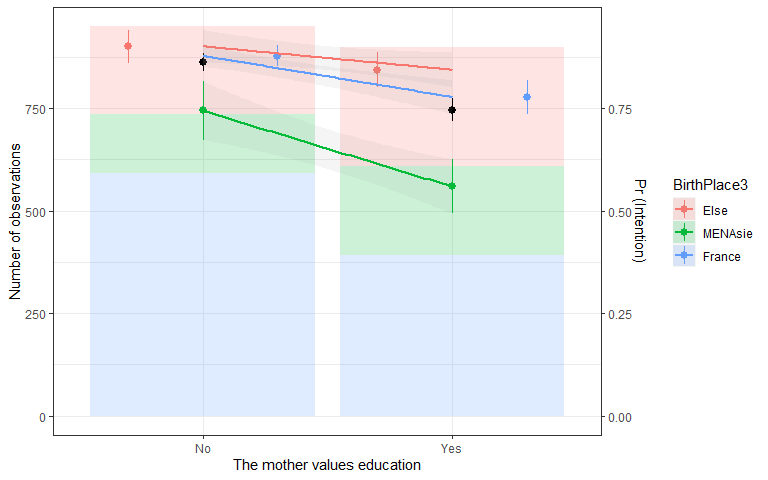 Number of observations
750
500
250
0
0.75
0.50
0.25
0.00
Pr (Intention)
No
Yes
The mother values education
BirthPlace3
Else
MENAsie
France